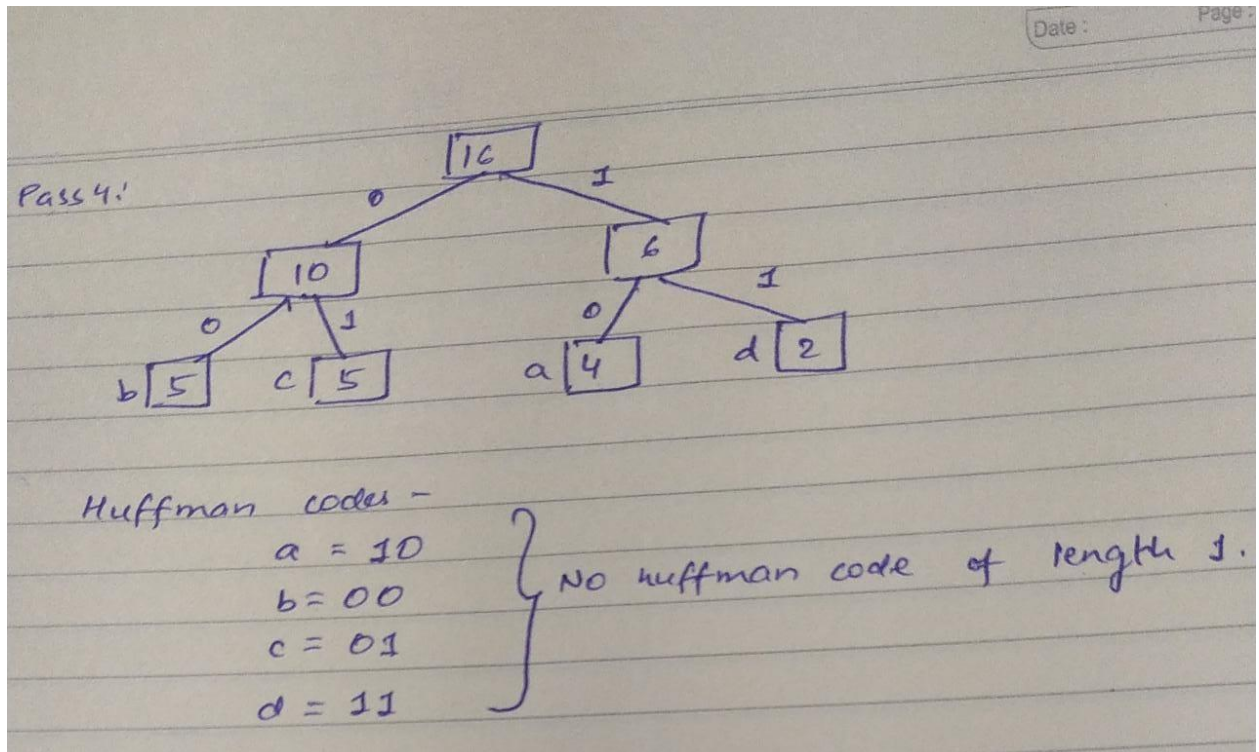 Date : Page :
16
Pass 4:
0 1
10 6
0 1 0 1
b 5 c 5 a 4 d 2
Huffman codes -
a = 10
b = 00
c = 01
d = 11
No huffman code of length 1.